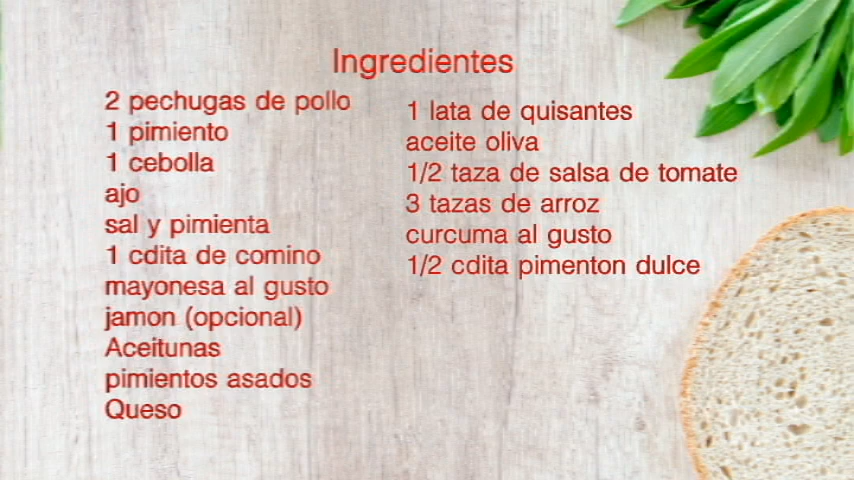 Ingredientes
2 pechugas de pollo
1 pimiento
1 cebolla
ajo
sal y pimienta
1 cdita de comino
mayonesa al gusto
jamon (opcional)
Aceitunas
pimientos asados
Queso
1 lata de quisantes
aceite oliva
1/2 taza de salsa de tomate
3 tazas de arroz
curcuma al gusto
1/2 cdita pimenton dulce